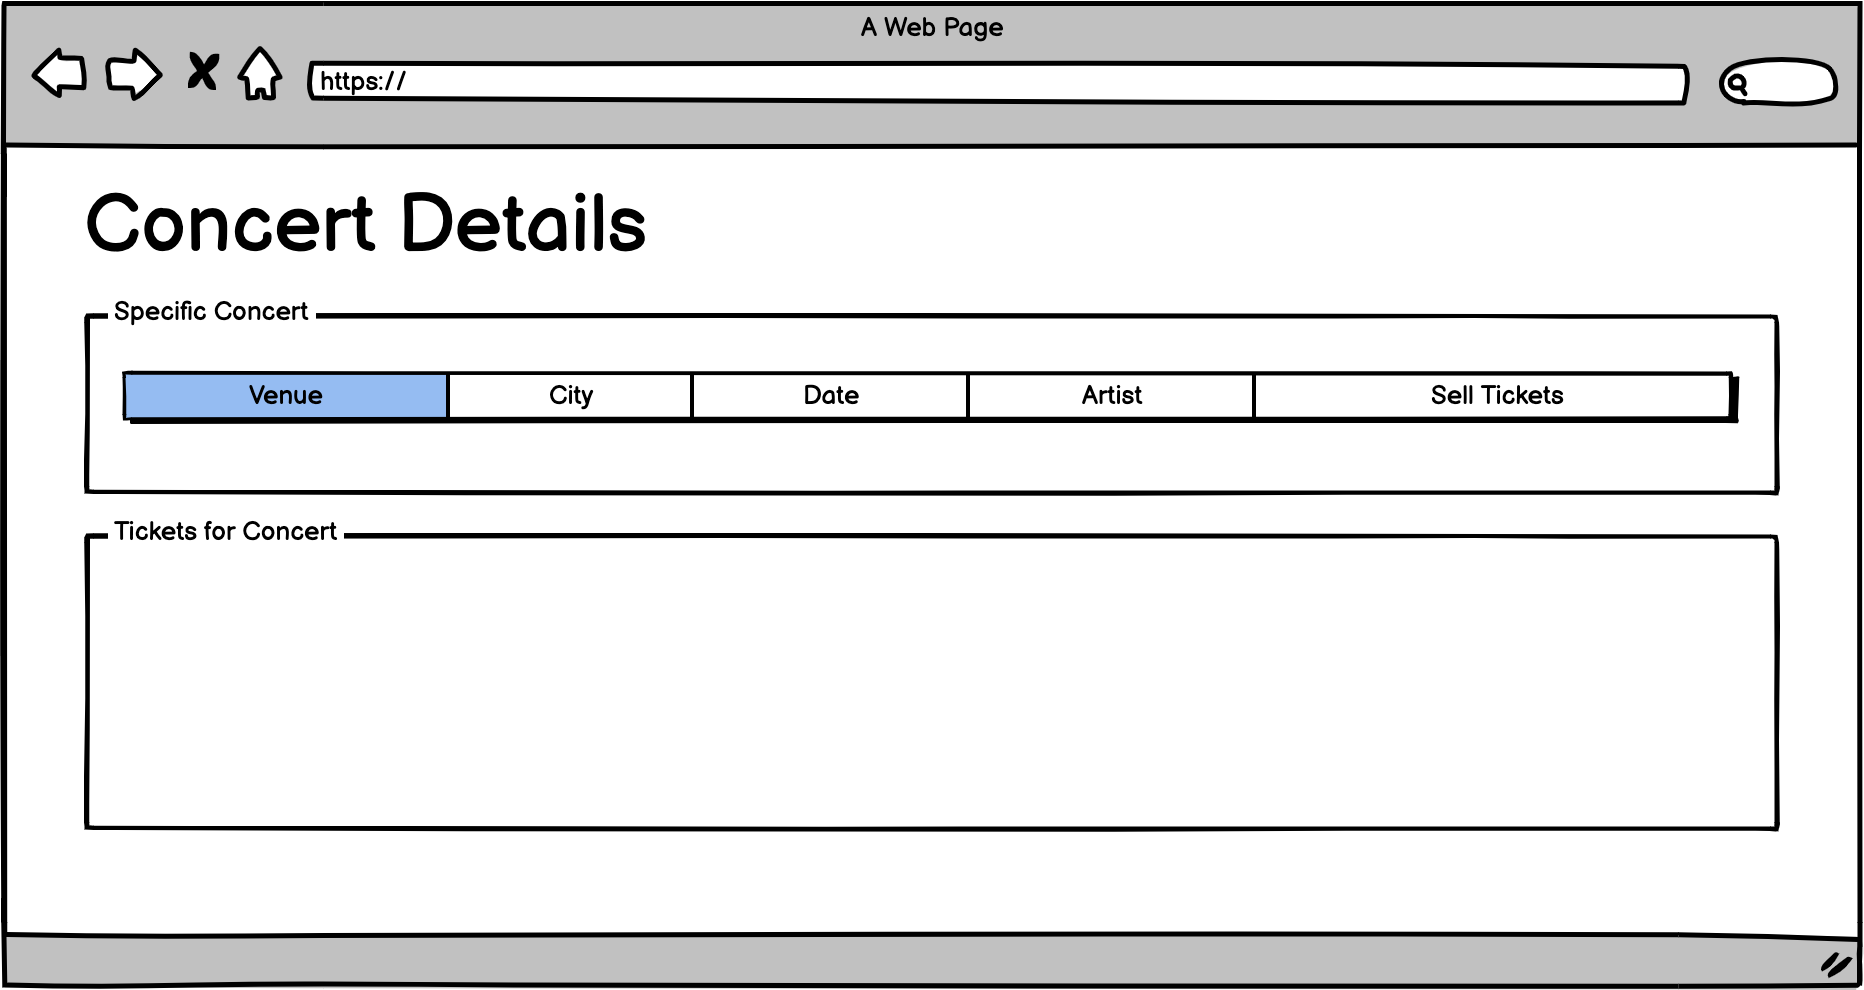 A Web Page
https://
Concert Details
Specific Concert
Venue City Date Artist Sell Tickets
Tickets for Concert